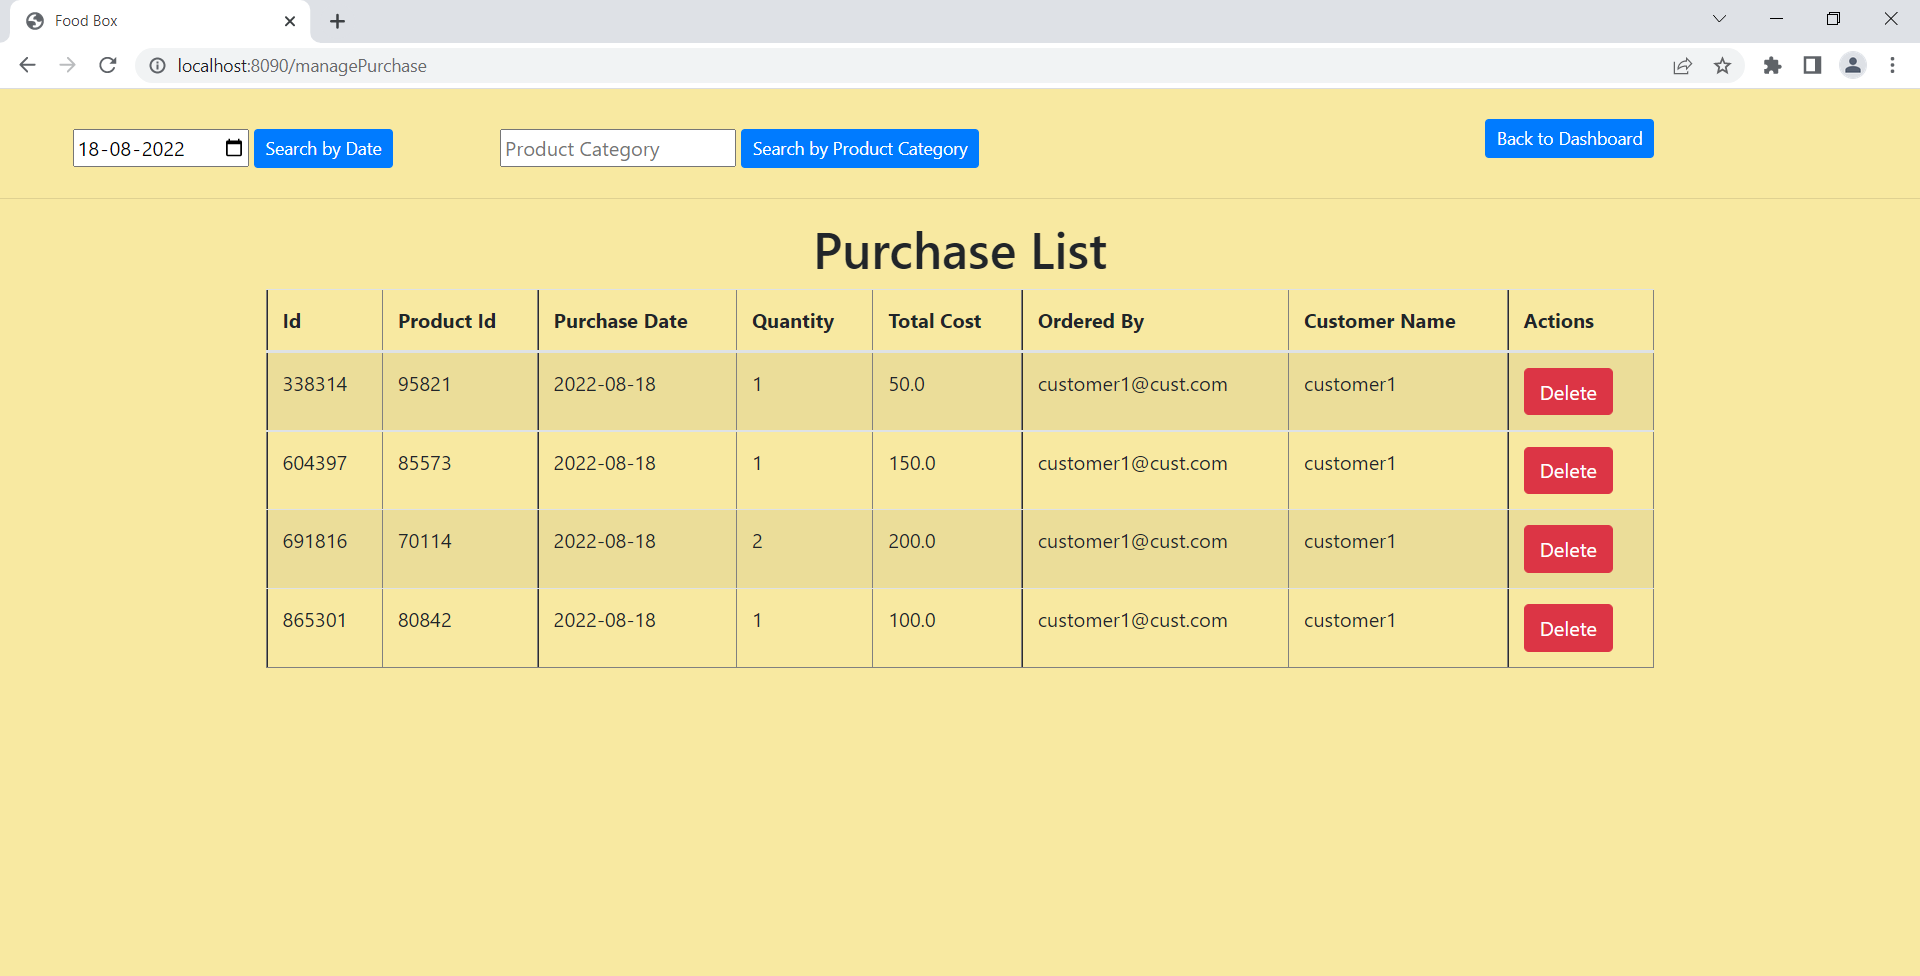 Food Box
localhost:8090/managePurchase
18-08-2022 Search by Date Product Category Search by Product Category Back to Dashboard
Purchase List
Id Product Id Purchase Date Quantity Total Cost Ordered By Customer Name Actions
338314 95821 2022-08-18 1 50.0 customer1@cust.com customer1 Delete
604397 85573 2022-08-18 1 150.0 customer1@cust.com customer1 Delete
691816 70114 2022-08-18 2 200.0 customer1@cust.com customer1 Delete
865301 80842 2022-08-18 1 100.0 customer1@cust.com customer1 Delete